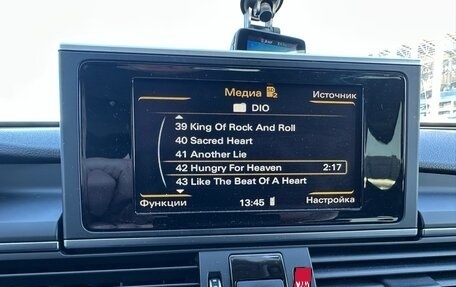 Медиа 2
Источник
DIO
39 King Of Rock And Roll
40 Sacred Heart
41 Another Lie
42 Hungry For Heaven 2:17
43 Like The Beat Of A Heart
Функции 13:45 Настройка